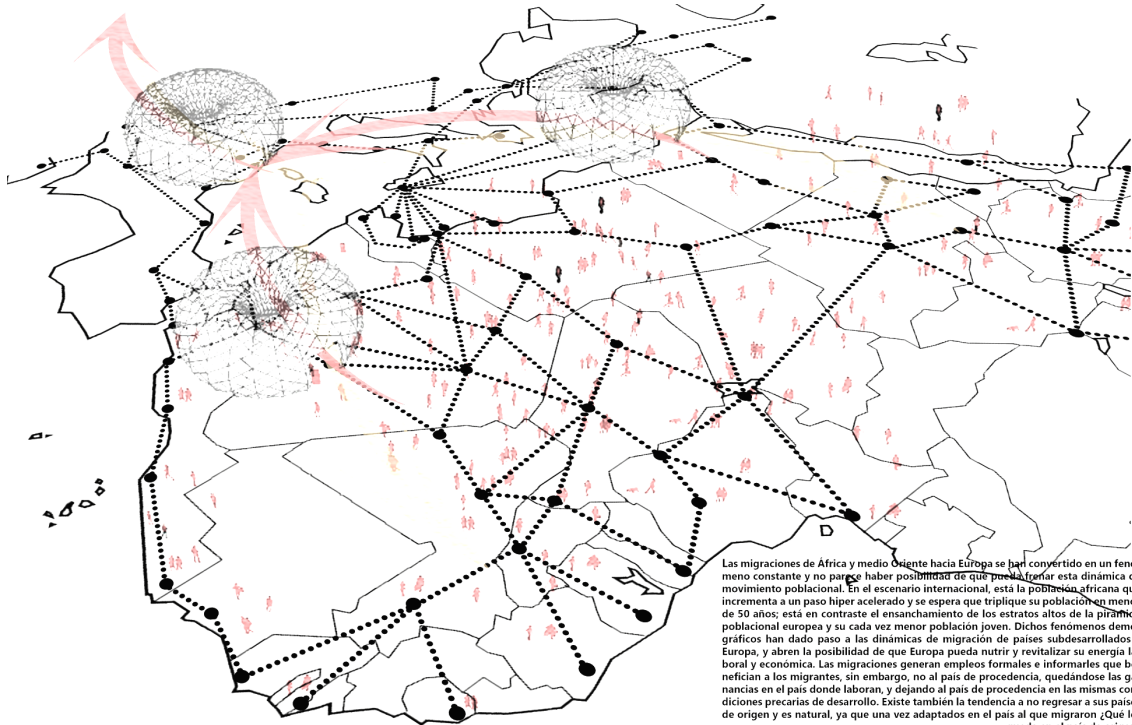 Las migraciones de África y medio Oriente hacia Europa se han convertido en un fenó
meno constante y no parece haber posibilidad de que pueda frenar esta dinámica d
movimiento poblacional. En el escenario internacional, está la población africana qu
incrementa a un paso hiper acelerado y se espera que triplique su población en meno
de 50 años; está en contraste el ensanchamiento de los estratos altos de la pirámid
poblacional europea y su cada vez menor población joven. Dichos fenómenos demo
gráficos han dado paso a las dinámicas de migración de países subdesarrollados
Europa, y abren la posibilidad de que Europa pueda nutrir y revitalizar su energía la
boral y económica. Las migraciones generan empleos formales e informarles que be
nefician a los migrantes, sin embargo, no al país de procedencia, quedándose las ga
nancias en el país donde laboran, y dejando al país de procedencia en las mismas con
diciones precarias de desarrollo. Existe también la tendencia a no regresar a sus paíse
de origen y es natural, ya que una vez adaptados en el país al que migraron ¿Qué l